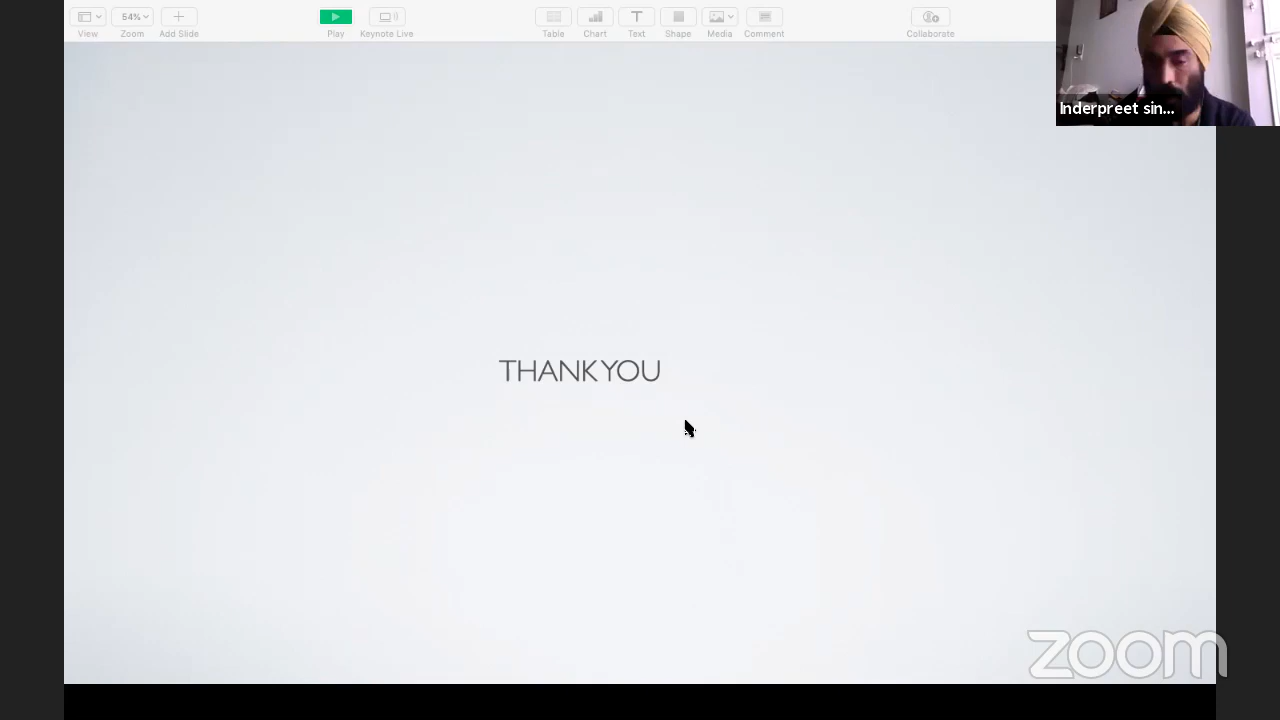 View
54%
Zoom
Add Slide
Play
Keynote Live
Table
T
Chart
Text
Shape
Media
Comment
Collaborate
Inderpreet sin...
THANK YOU
zoom